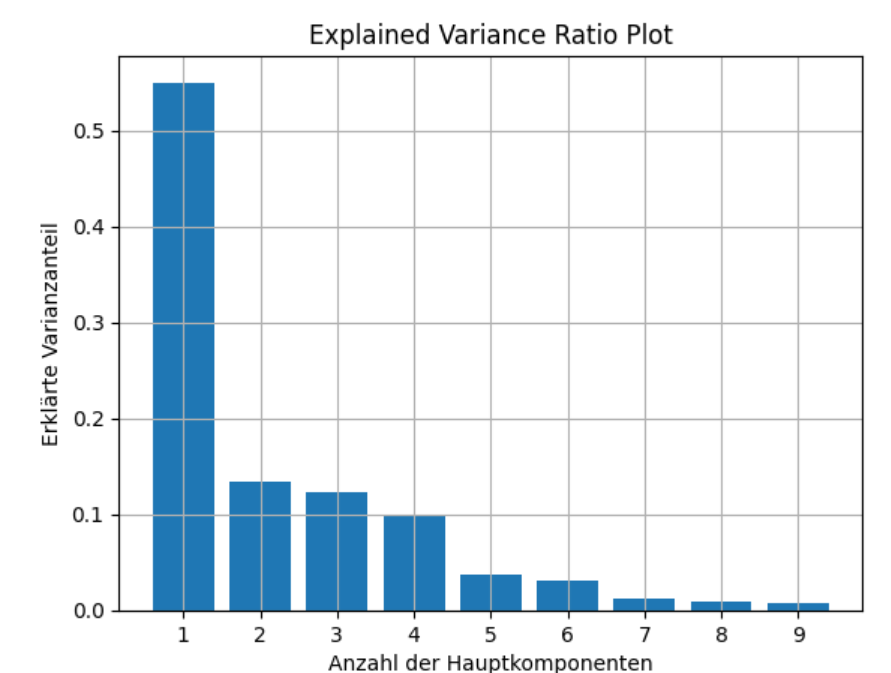 Explained Variance Ratio Plot
Erklärte Varianzanteil
0.5
0.4
0.3
0.2
0.1
0.0
1 2 3 4 5 6 7 8 9
Anzahl der Hauptkomponenten